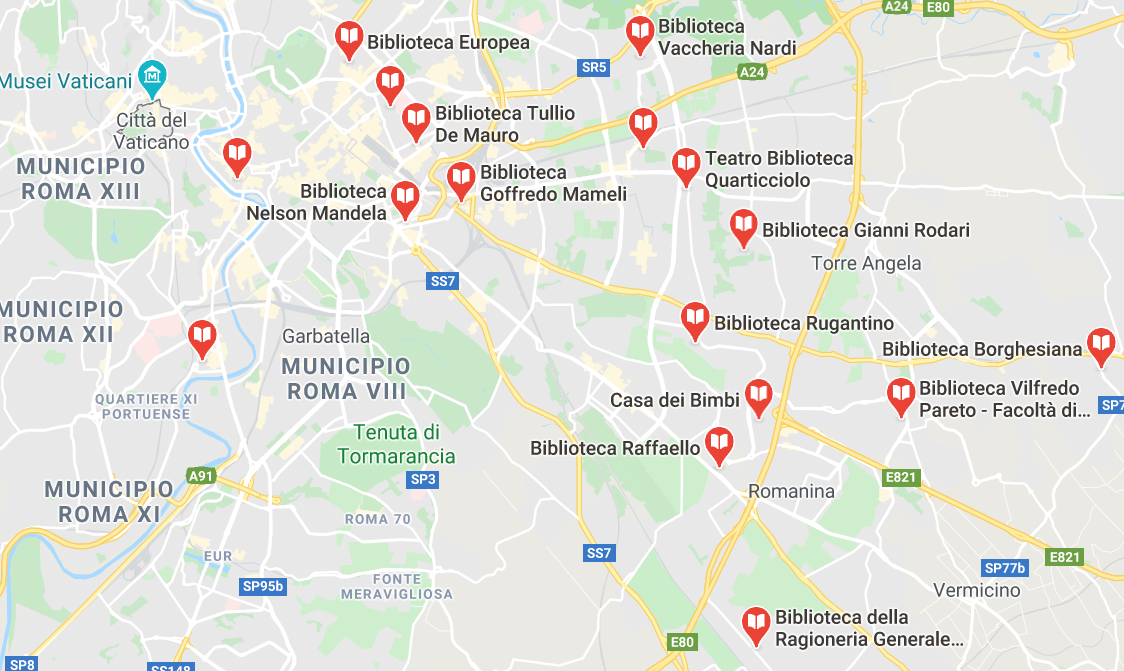 A24
E80
Biblioteca
Vaccheria Nardi
Biblioteca Europea
SR5
A24
Musei Vaticani
Città del
Vaticano
Biblioteca Tullio
De Mauro
MUNICIPIO
ROMA XIII
Teatro Biblioteca
Quarticciolo
Biblioteca
Goffredo Mameli
Biblioteca
Nelson Mandela
Biblioteca Gianni Rodari
Torre Angela
SS7
MUNICIPIO
ROMA XII
Biblioteca Rugantino
Garbatella
Biblioteca Borghesiana
MUNICIPIO
ROMA VIII
Casa dei Bimbi
Biblioteca Vilfredo
Pareto - Facoltà di...
SP7
QUARTIERE XI
PORTUENSE
Tenuta di
Tormarancia
Biblioteca Raffaello
A91
SP3
E821
MUNICIPIO
ROMA XI
Romanina
ROMA 70
EUR
SS7
E821
SP77b
SP95b
FONTE
MERAVIGLIOSA
Vermicino
Biblioteca della
Ragioneria Generale...
E80
SP8
SS148